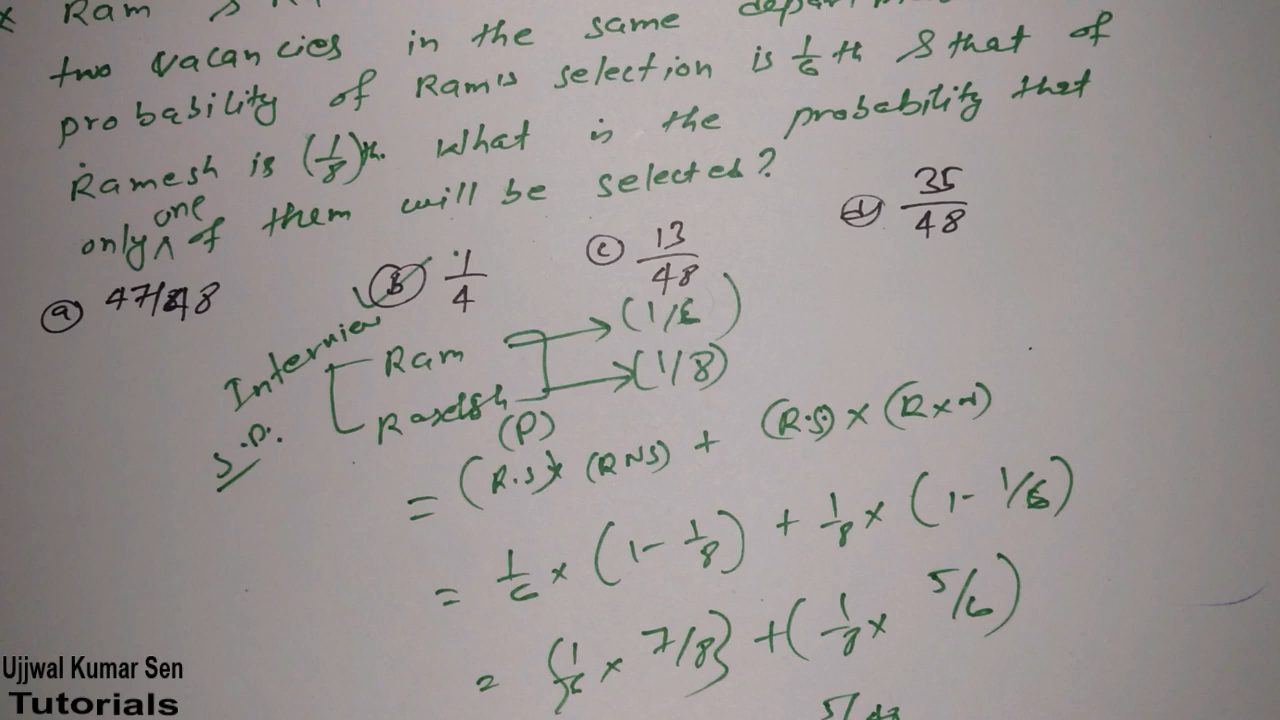 Ram &
two vacancies in the same
probability of Ram's selection is 1/6 th & that of
Ramesh is (1/8)th. What is the probability that
only one of them will be selected?
(a) 47/48 (b) 1/4 (c) 13/48 (d) 35/48
Interview
Ram (1/6)
(1/8)
S.P.
(P)
= (R.S)x (RNS) + (R.S) x
= 1/6 x (1- 1/8) + 1/8 x (1- 1/6)
= (1/6 x 7/8) + (1/8 x 5/6)
Ujjwal Kumar Sen
Tutorials